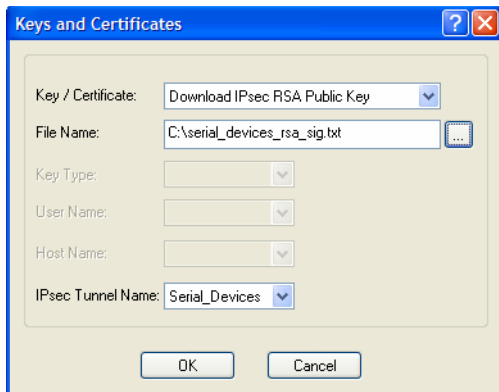 Keys and Certificates
Key / Certificate: Download IPsec RSA Public Key
File Name: C:\serial_devices_rsa_sig.txt ...
Key Type:
User Name:
Host Name:
IPsec Tunnel Name: Serial_Devices
OK Cancel